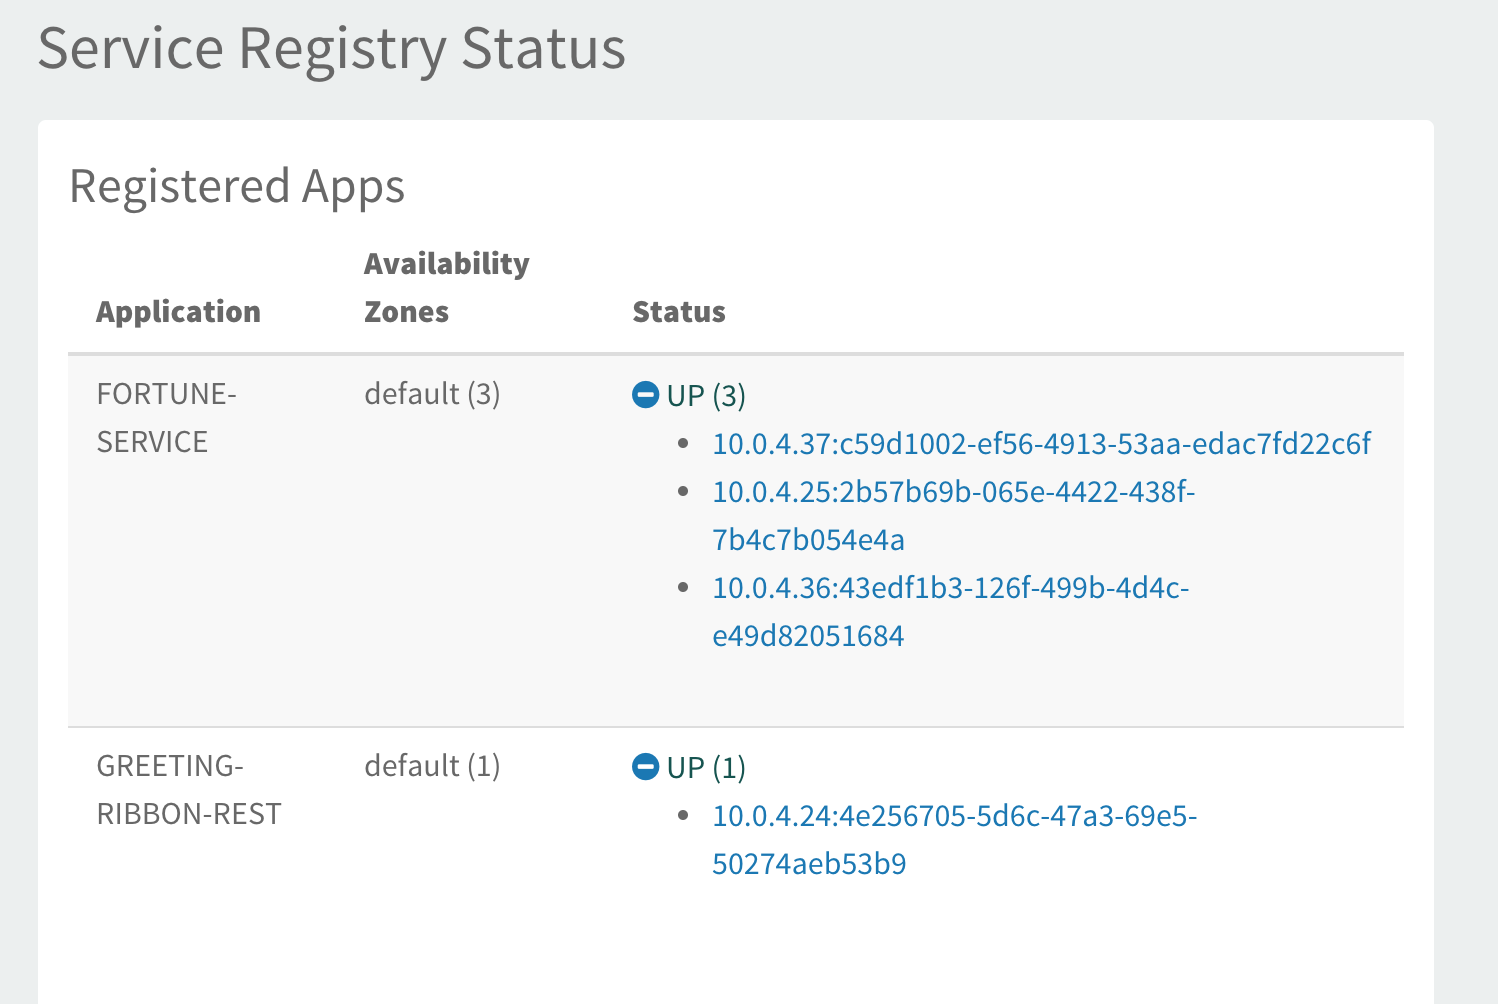 Service Registry Status
Registered Apps
Application
Availability
Zones
Status
FORTUNE-
SERVICE
default (3)
UP (3)
10.0.4.37:c59d1002-ef56-4913-53aa-edac7fd22c6f
10.0.4.25:2b57b69b-065e-4422-438f-
7b4c7b054e4a
10.0.4.36:43edf1b3-126f-499b-4d4c-
e49d82051684
GREETING-
RIBBON-REST
default (1)
UP (1)
10.0.4.24:4e256705-5d6c-47a3-69e5-
50274aeb53b9